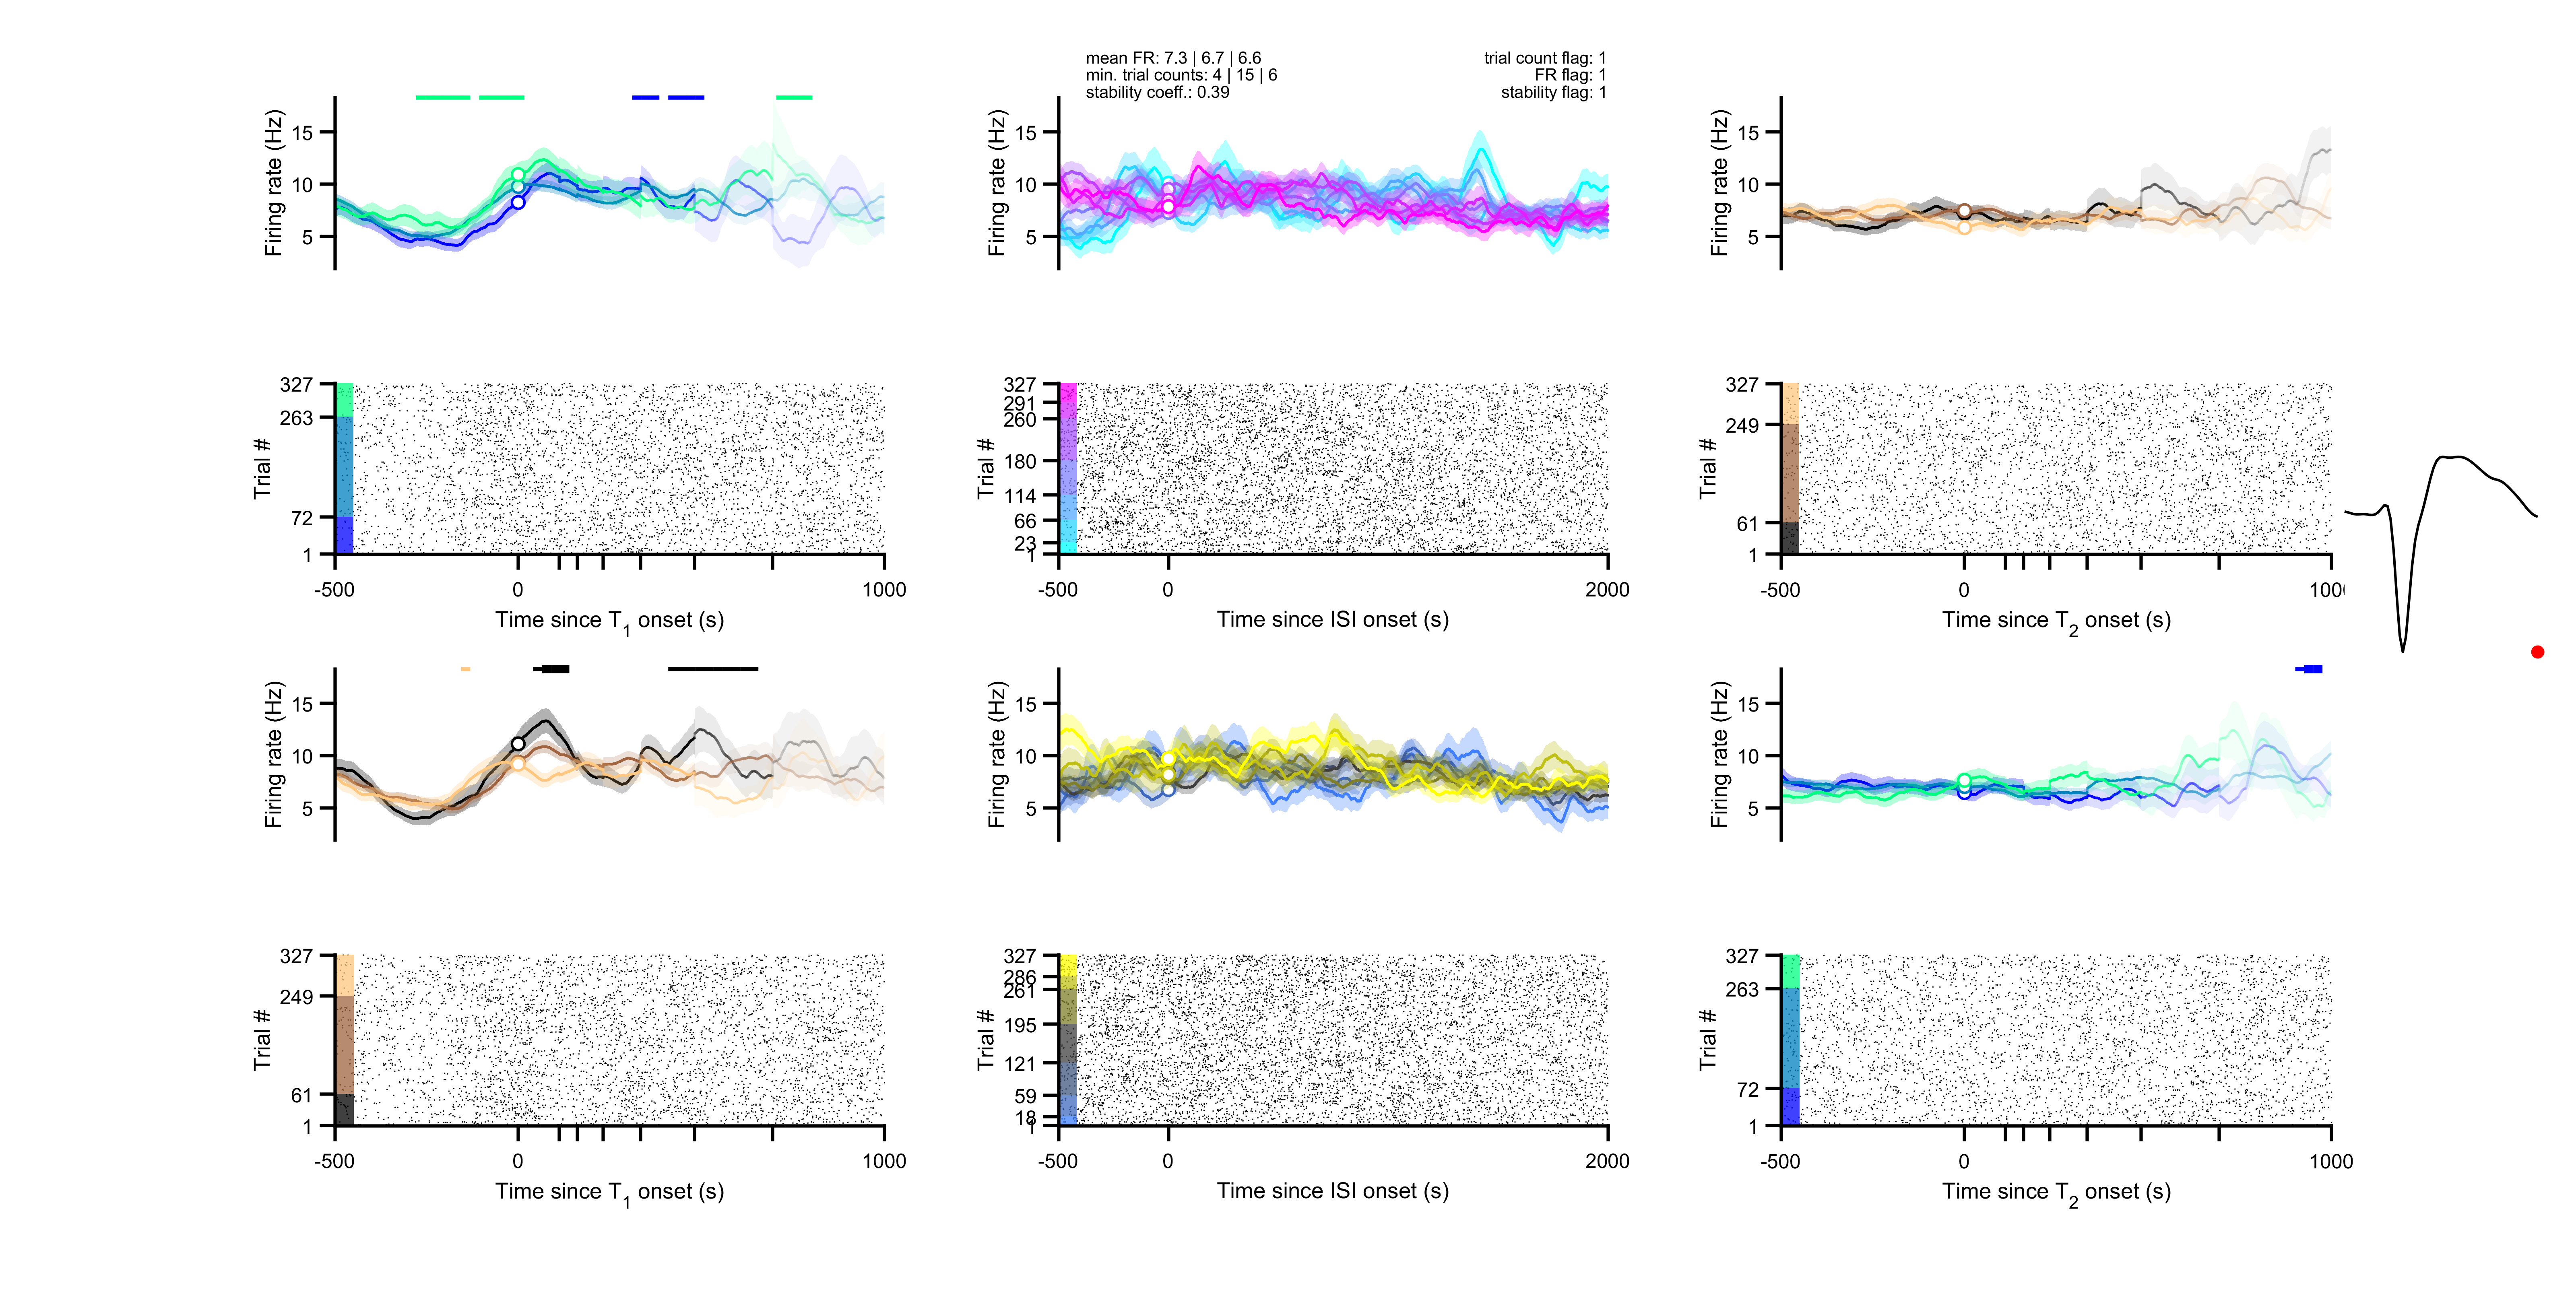 mean FR: 7.3 | 6.7 | 6.6
min. trial counts: 4 | 15 | 6
stability coeff.: 0.39
trial count flag: 1
FR flag: 1
stability flag: 1
Firing rate (Hz)
15
10
5
Firing rate (Hz)
15
10
5
Firing rate (Hz)
15
10
5
Trial #
327
263
72
1
-500
0
1000
Time since T1 onset (s)
Trial #
327
291
260
180
114
66
23
1
-500
0
2000
Time since ISI onset (s)
Trial #
327
249
61
1
-500
0
100
Time since T2 onset (s)
Firing rate (Hz)
15
10
5
Firing rate (Hz)
15
10
5
Firing rate (Hz)
15
10
5
Trial #
327
249
61
1
-500
0
1000
Time since T1 onset (s)
Trial #
327
286
261
195
121
59
18
1
-500
0
2000
Time since ISI onset (s)
Trial #
327
263
72
1
-500
0
1000
Time since T2 onset (s)